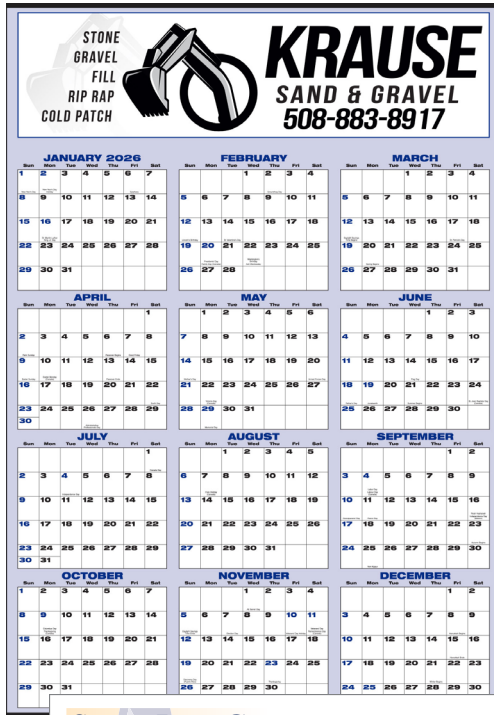 STONE
GRAVEL
FILL
RIP RAP
COLD PATCH
KRAUSE
SAND & GRAVEL
508-883-8917
JANUARY 2026
Sun Mon Tue Wed Thu Fri Sat
1 2 3 4 5 6 7
8 9 10 11 12 13 14
15 16 17 18 19 20 21
22 23 24 25 26 27 28
29 30 31
FEBRUARY
Sun Mon Tue Wed Thu Fri Sat
1 2 3 4
5 6 7 8 9 10 11
12 13 14 15 16 17 18
19 20 21 22 23 24 25
26 27 28
MARCH
Sun Mon Tue Wed Thu Fri Sat
1 2 3 4
5 6 7 8 9 10 11
12 13 14 15 16 17 18
19 20 21 22 23 24 25
26 27 28 29 30 31
APRIL
Sun Mon Tue Wed Thu Fri Sat
1
2 3 4 5 6 7 8
9 10 11 12 13 14 15
16 17 18 19 20 21 22
23 24 25 26 27 28 29
30
MAY
Sun Mon Tue Wed Thu Fri Sat
1 2 3 4 5 6
7 8 9 10 11 12 13
14 15 16 17 18 19 20
21 22 23 24 25 26 27
28 29 30 31
JUNE
Sun Mon Tue Wed Thu Fri Sat
1 2 3
4 5 6 7 8 9 10
11 12 13 14 15 16 17
18 19 20 21 22 23 24
25 26 27 28 29 30
JULY
Sun Mon Tue Wed Thu Fri Sat
1
2 3 4 5 6 7 8
9 10 11 12 13 14 15
16 17 18 19 20 21 22
23 24 25 26 27 28 29
30 31
AUGUST
Sun Mon Tue Wed Thu Fri Sat
1 2 3 4 5
6 7 8 9 10 11 12
13 14 15 16 17 18 19
20 21 22 23 24 25 26
27 28 29 30 31
SEPTEMBER
Sun Mon Tue Wed Thu Fri Sat
1 2
3 4 5 6 7 8 9
10 11 12 13 14 15 16
17 18 19 20 21 22 23
24 25 26 27 28 29 30
OCTOBER
Sun Mon Tue Wed Thu Fri Sat
1 2 3 4 5 6 7
8 9 10 11 12 13 14
15 16 17 18 19 20 21
22 23 24 25 26 27 28
29 30 31
NOVEMBER
Sun Mon Tue Wed Thu Fri Sat
1 2 3 4
5 6 7 8 9 10 11
12 13 14 15 16 17 18
19 20 21 22 23 24 25
26 27 28 29 30
DECEMBER
Sun Mon Tue Wed Thu Fri Sat
1 2
3 4 5 6 7 8 9
10 11 12 13 14 15 16
17 18 19 20 21 22 23
24 25 26 27 28 29 30